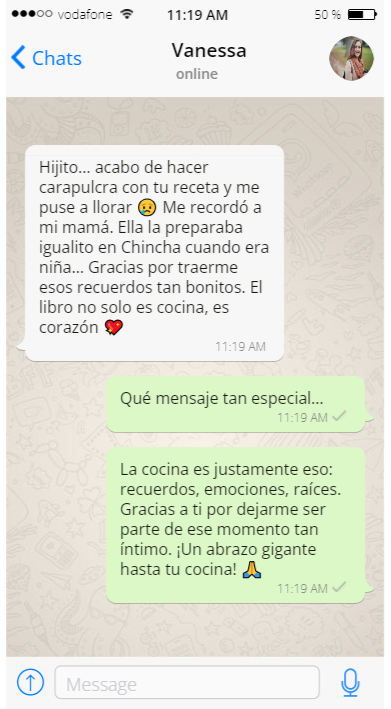 vodafone 11:19 AM 50 %
Chats Vanessa
online
Hijito... acabo de hacer
carapulcra con tu receta y me
puse a llorar 😢 Me recordó a
mi mamá. Ella la preparaba
igualito en Chincha cuando era
niña... Gracias por traerme
esos recuerdos tan bonitos. El
libro no solo es cocina, es
corazón 💖
11:19 AM
Qué mensaje tan especial...
11:19 AM
La cocina es justamente eso:
recuerdos, emociones, raíces.
Gracias a ti por dejarme ser
parte de ese momento tan
íntimo. ¡Un abrazo gigante
hasta tu cocina! 🙏
11:19 AM
Message